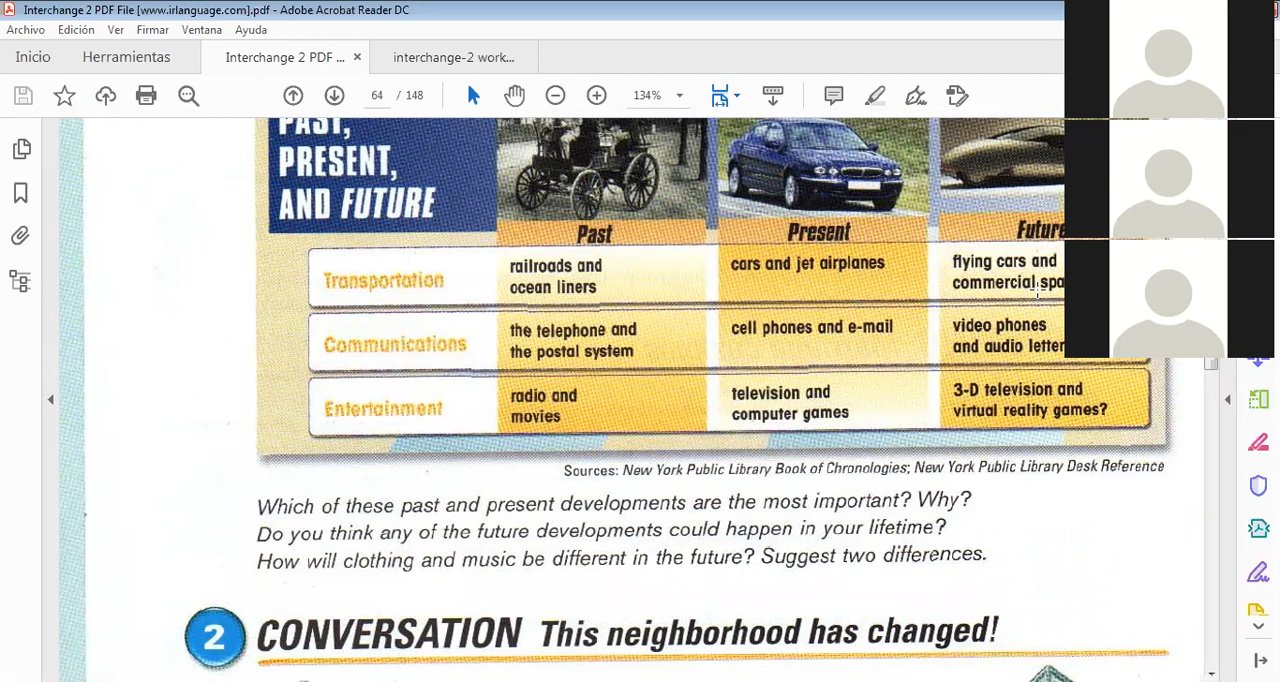 Interchange 2 PDF File [www.irlanguage.com].pdf - Adobe Acrobat Reader DC
Archivo Edición Ver Firmar Ventana Ayuda
Inicio Herramientas Interchange 2 PDF ... × interchange-2 work...
64 / 148 134%
PAST,
PRESENT,
AND FUTURE
Past Present Future
Transportation
railroads and
ocean liners
cars and jet airplanes
flying cars and
commercial
Communications
the telephone and
the postal system
cell phones and e-mail
video phones
and audio letter
Entertainment
radio and
movies
television and
computer games
3-D television and
virtual reality games?
Sources: New York Public Library Book of Chronologies; New York Public Library Desk Reference
Which of these past and present developments are the most important? Why?
Do you think any of the future developments could happen in your lifetime?
How will clothing and music be different in the future? Suggest two differences.
2 CONVERSATION This neighborhood has changed!